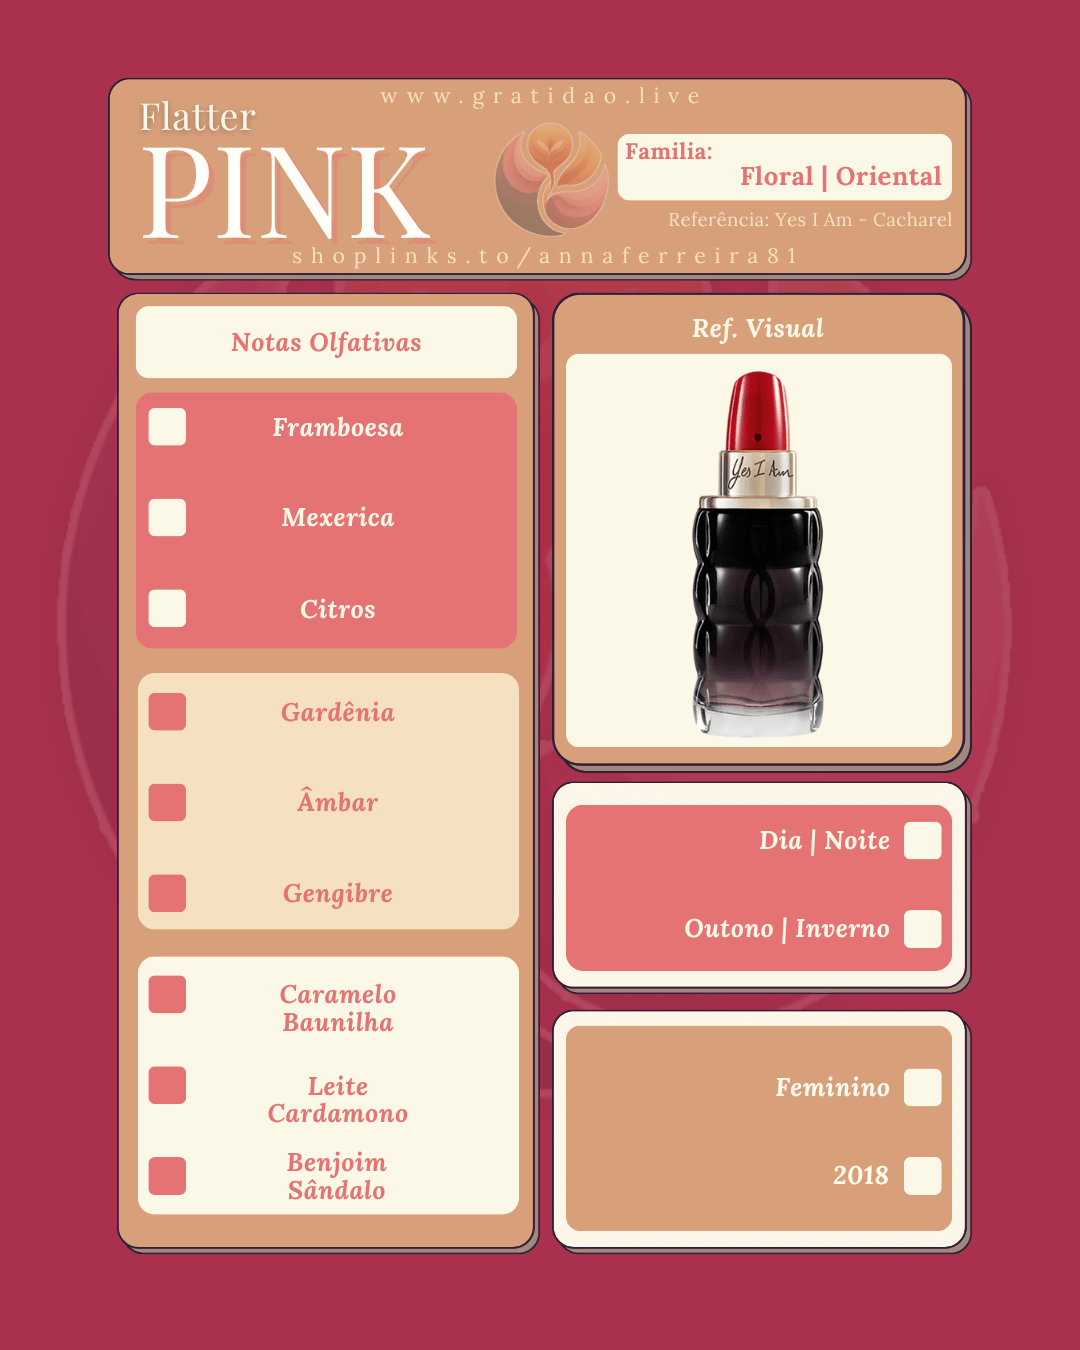 www.gratidao.live
Flatter
PINK
Familia:
Floral | Oriental
Referência: Yes I Am - Cacharel
shoplinks.to/annaferreira81
Notas Olfativas
Framboesa
Mexerica
Citros
Gardênia
Âmbar
Gengibre
Caramelo
Baunilha
Leite
Cardamono
Benjoim
Sândalo
Ref. Visual
Yes I Am
Dia | Noite
Outono | Inverno
Feminino
2018